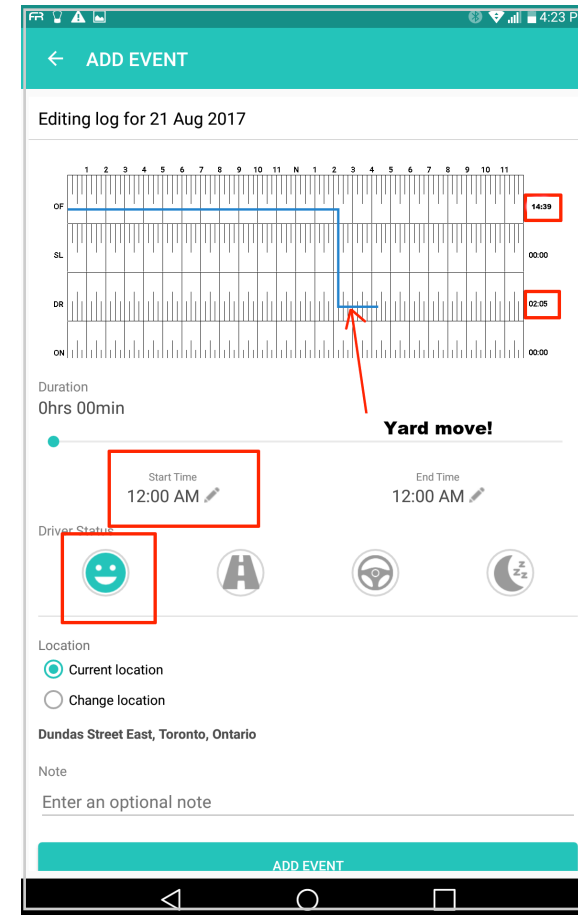 FR 4:23 P
ADD EVENT
Editing log for 21 Aug 2017
1 2 3 4 5 6 7 8 9 10 11 N 1 2 3 4 5 6 7 8 9 10 11
OF 14:39
SL 00:00
DR 02:05
ON 00:00
Duration
0hrs 00min
Yard move!
Start Time End Time
12:00 AM 12:00 AM
Driver Status
z z z
Location
Current location
Change location
Dundas Street East, Toronto, Ontario
Note
Enter an optional note
ADD EVENT